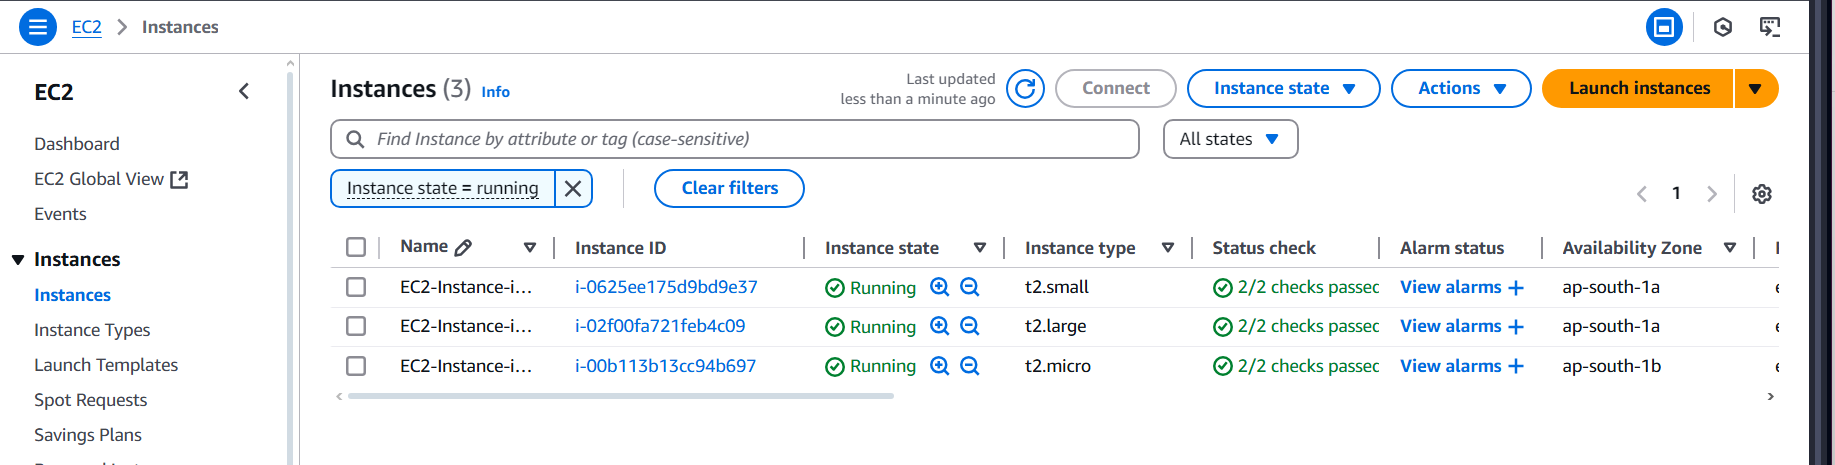 EC2 > Instances
EC2
Dashboard
EC2 Global View
Events
Instances
Instances
Instance Types
Launch Templates
Spot Requests
Savings Plans
Instances (3) Info
Last updated
less than a minute ago
Connect
Instance state
Actions
Launch instances
Find Instance by attribute or tag (case-sensitive)
All states
Instance state = running
Clear filters
1
Name Instance ID Instance state Instance type Status check Alarm status Availability Zone
EC2-Instance-i... i-0625ee175d9bd9e37 Running t2.small 2/2 checks passec View alarms + ap-south-1a
EC2-Instance-i... i-02f00fa721feb4c09 Running t2.large 2/2 checks passec View alarms + ap-south-1a
EC2-Instance-i... i-00b113b13cc94b697 Running t2.micro 2/2 checks passec View alarms + ap-south-1b